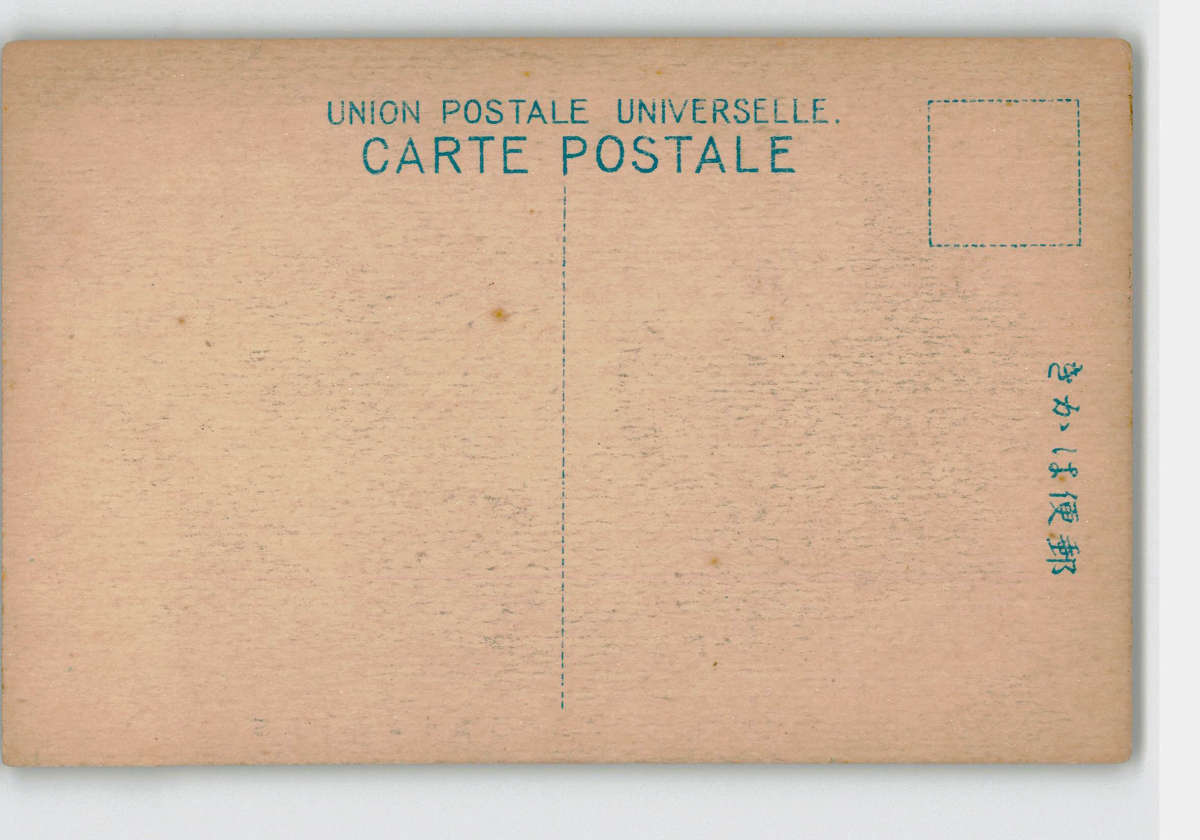 UNION POSTALE UNIVERSELLE.
CARTE POSTALE
郵便はかき